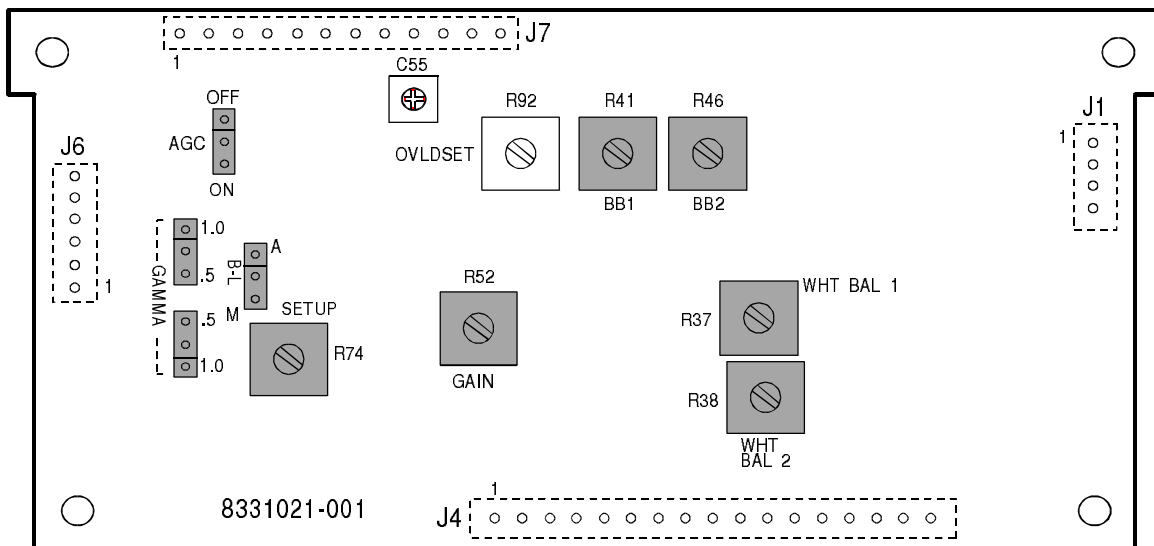 J7
1
C55
OFF
AGC
ON
R92
OVLDSET
R41
BB1
R46
BB2
J1
1
J6
1
GAMMA
1.0
.5
.5
1.0
A
B-L
M
SETUP
R74
R52
GAIN
WHT BAL 1
R37
R38
WHT
BAL 2
8331021-001
J4
1